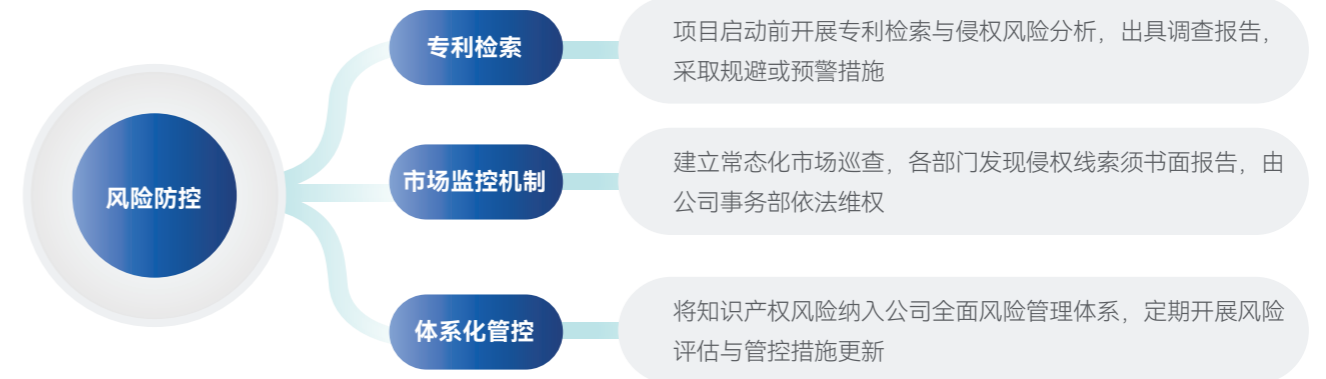 风险防控
专利检索
项目启动前开展专利检索与侵权风险分析，出具调查报告，
采取规避或预警措施
市场监控机制
建立常态化市场巡查，各部门发现侵权线索须书面报告，由
公司事务部依法维权
体系化管控
将知识产权风险纳入公司全面风险管理体系，定期开展风险
评估与管控措施更新